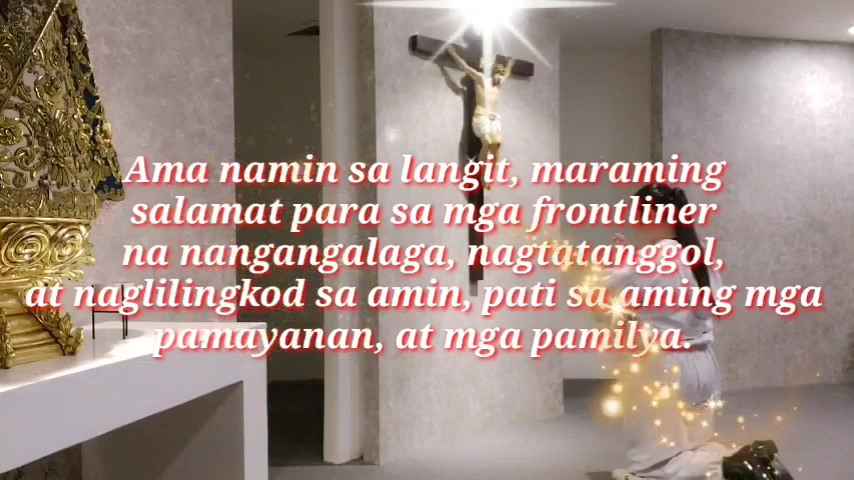 Ama namin sa langit, maraming
salamat para sa mga frontliner
na nangangalaga, nagtatanggol,
at naglilingkod sa amin, pati sa aming mga
pamayanan, at mga pamilya.